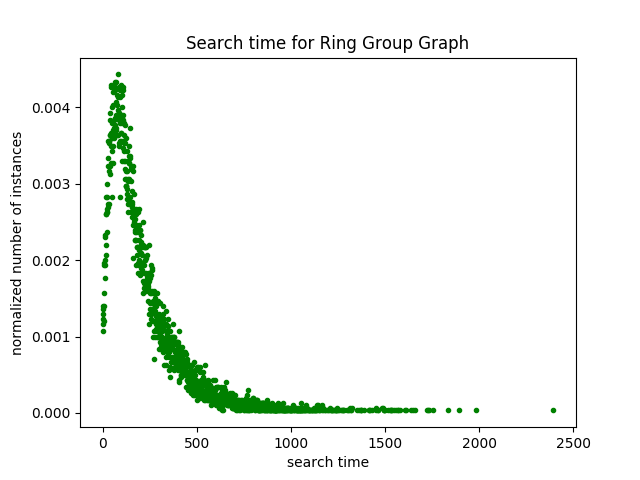 Search time for Ring Group Graph
normalized number of instances
0.004
0.003
0.002
0.001
0.000
0 500 1000 1500 2000 2500
search time